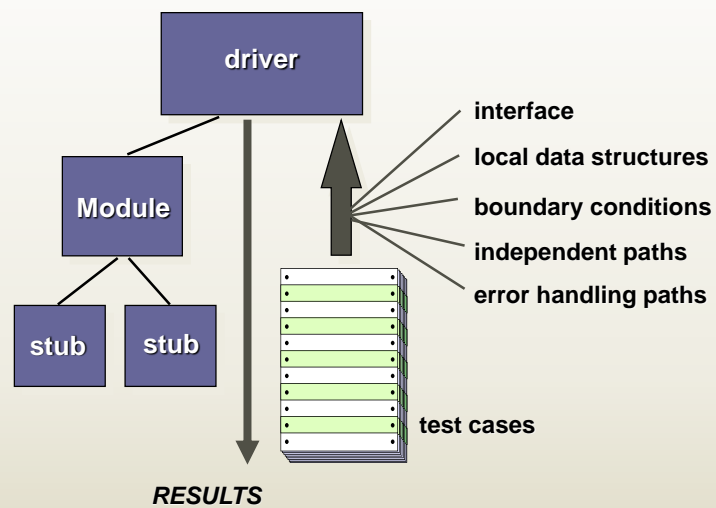 driver
interface
local data structures
Module
boundary conditions
independent paths
error handling paths
stub
stub
test cases
RESULTS